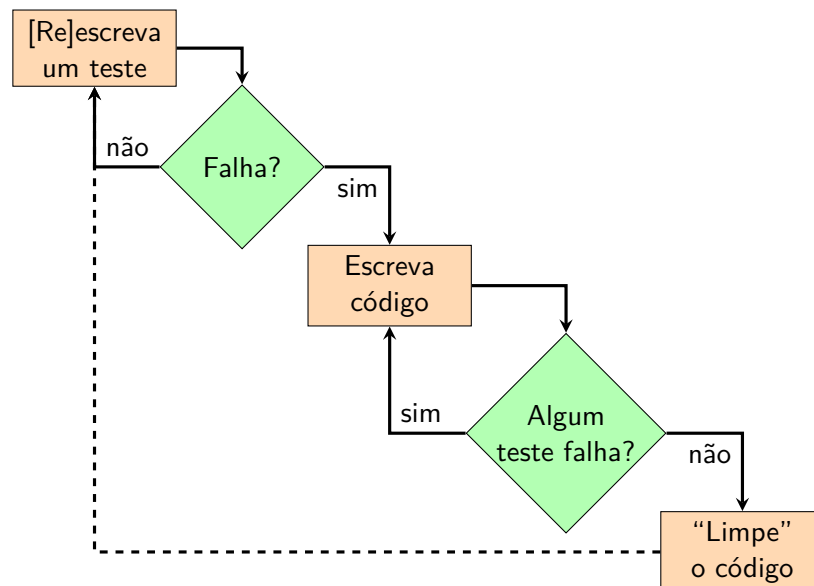 [Re]escreva
um teste
não
Falha?
sim
Escreva
código
sim
Algum
teste falha?
não
“Limpe”
o código